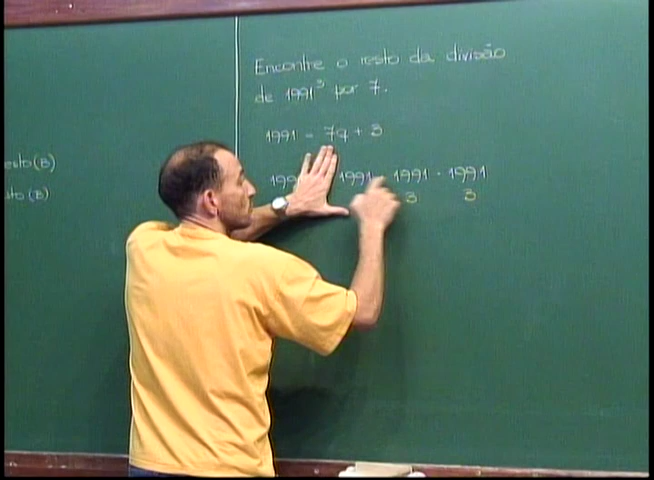 Encontre o resto da divisão
de 1991³ por 7.
1991 = 7q + 3
esto(B)
1991 · 1991 · 1991
sto(B)
3 3